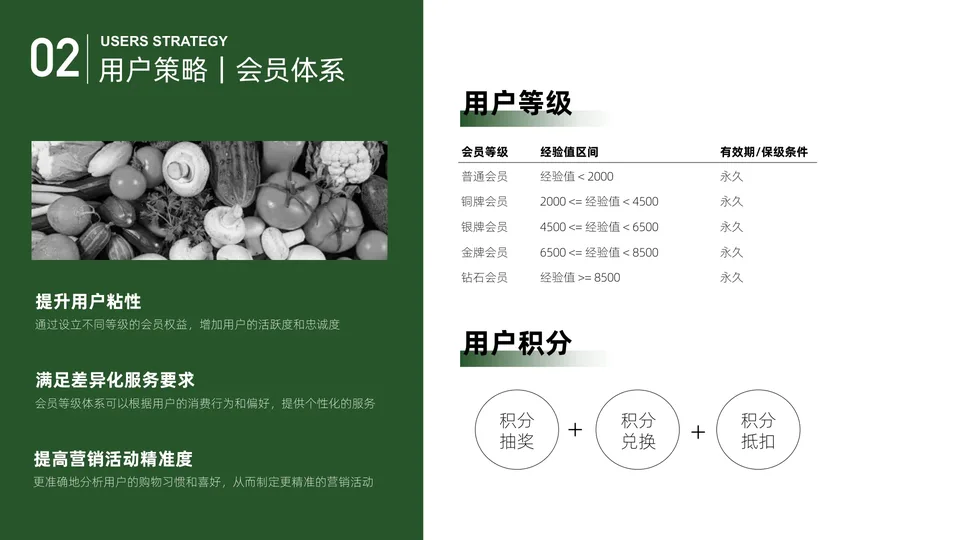 02
USERS STRATEGY
用户策略｜会员体系
提升用户粘性
通过设立不同等级的会员权益，增加用户的活跃度和忠诚度
满足差异化服务要求
会员等级体系可以根据用户的消费行为和偏好，提供个性化的服务
提高营销活动精准度
更准确地分析用户的购物习惯和喜好，从而制定更精准的营销活动
用户等级
会员等级 经验值区间 有效期/保级条件
普通会员 经验值 < 2000 永久
铜牌会员 2000 <= 经验值 < 4500 永久
银牌会员 4500 <= 经验值 < 6500 永久
金牌会员 6500 <= 经验值 < 8500 永久
钻石会员 经验值 >= 8500 永久
用户积分
积分
抽奖
+
积分
兑换
+
积分
抵扣